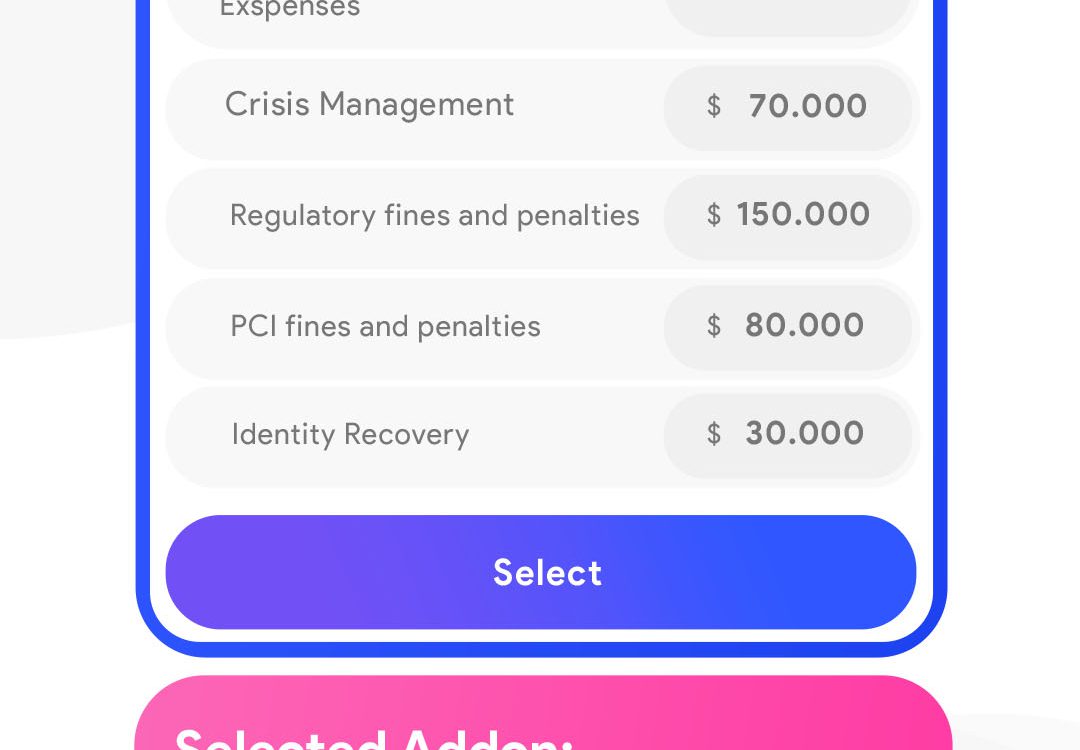 Exspenses
Crisis Management $ 70.000
Regulatory fines and penalties $ 150.000
PCI fines and penalties $ 80.000
Identity Recovery $ 30.000
Select
Selected Addon: